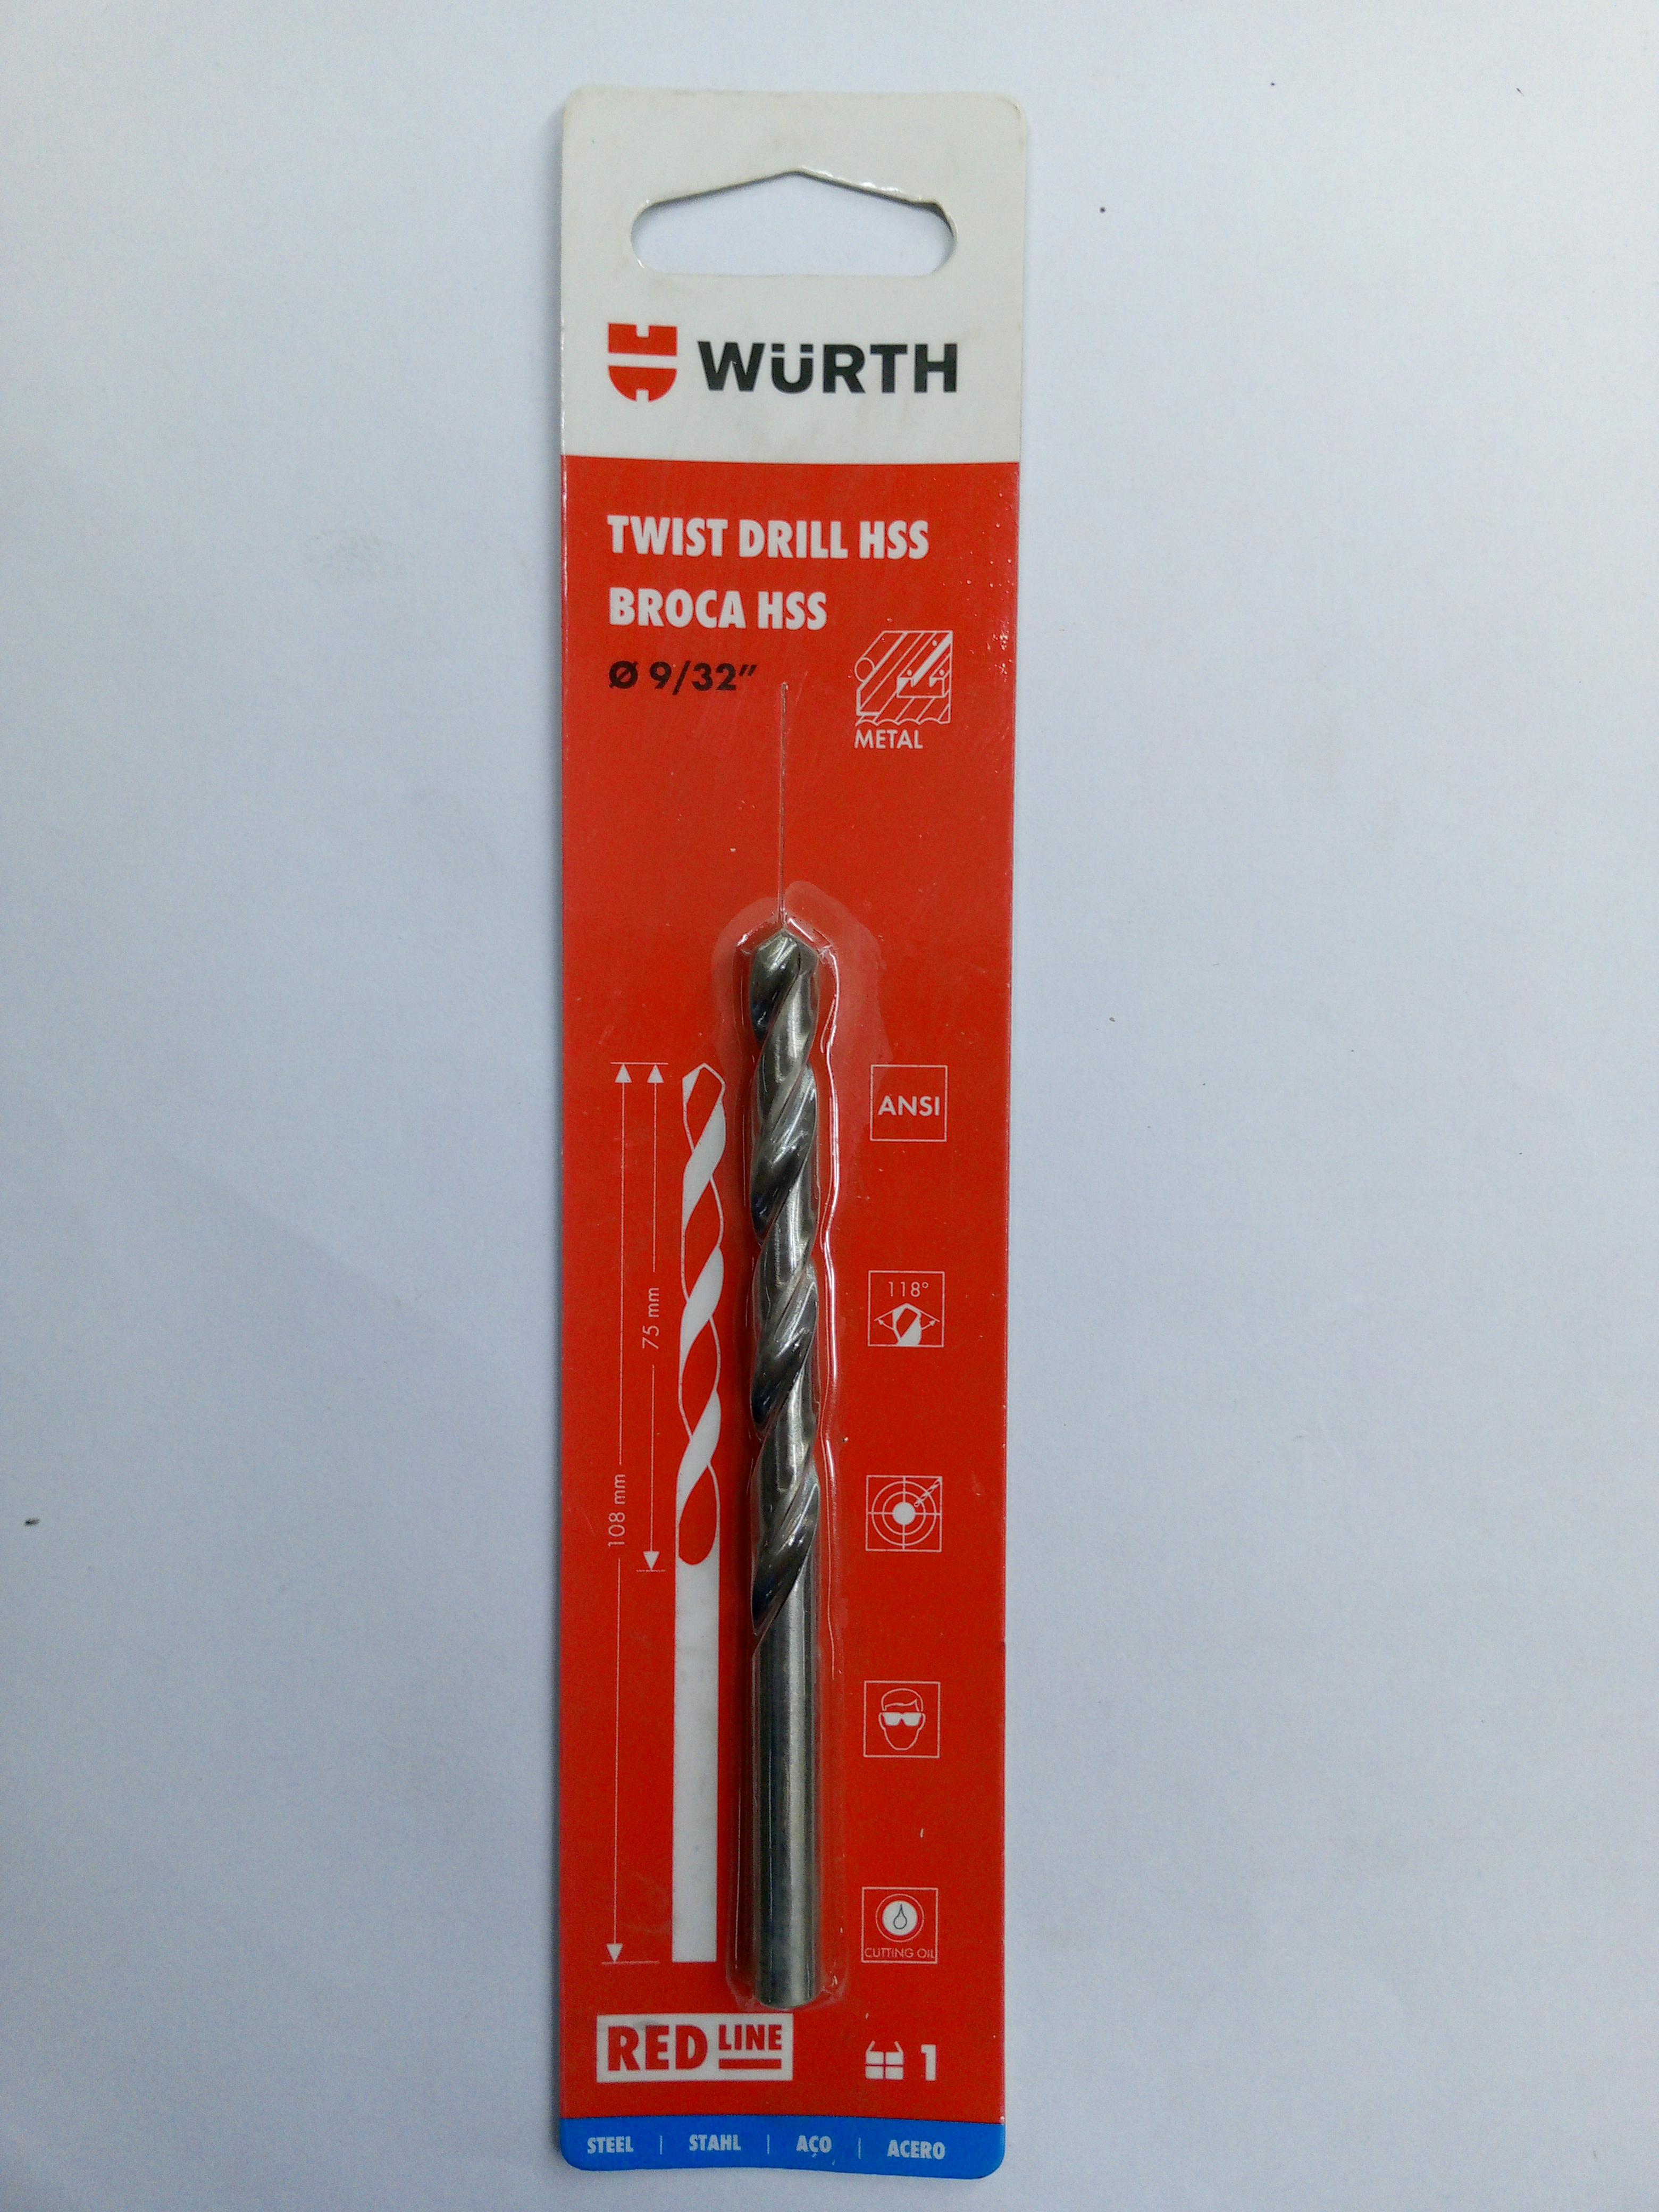 WÜRTH
TWIST DRILL HSS
BROCA HSS
Ø 9/32"
METAL
ANSI
118°
75 mm
108 mm
CUTTING OIL
RED LINE
1
STEEL | STAHL | AÇO | ACERO